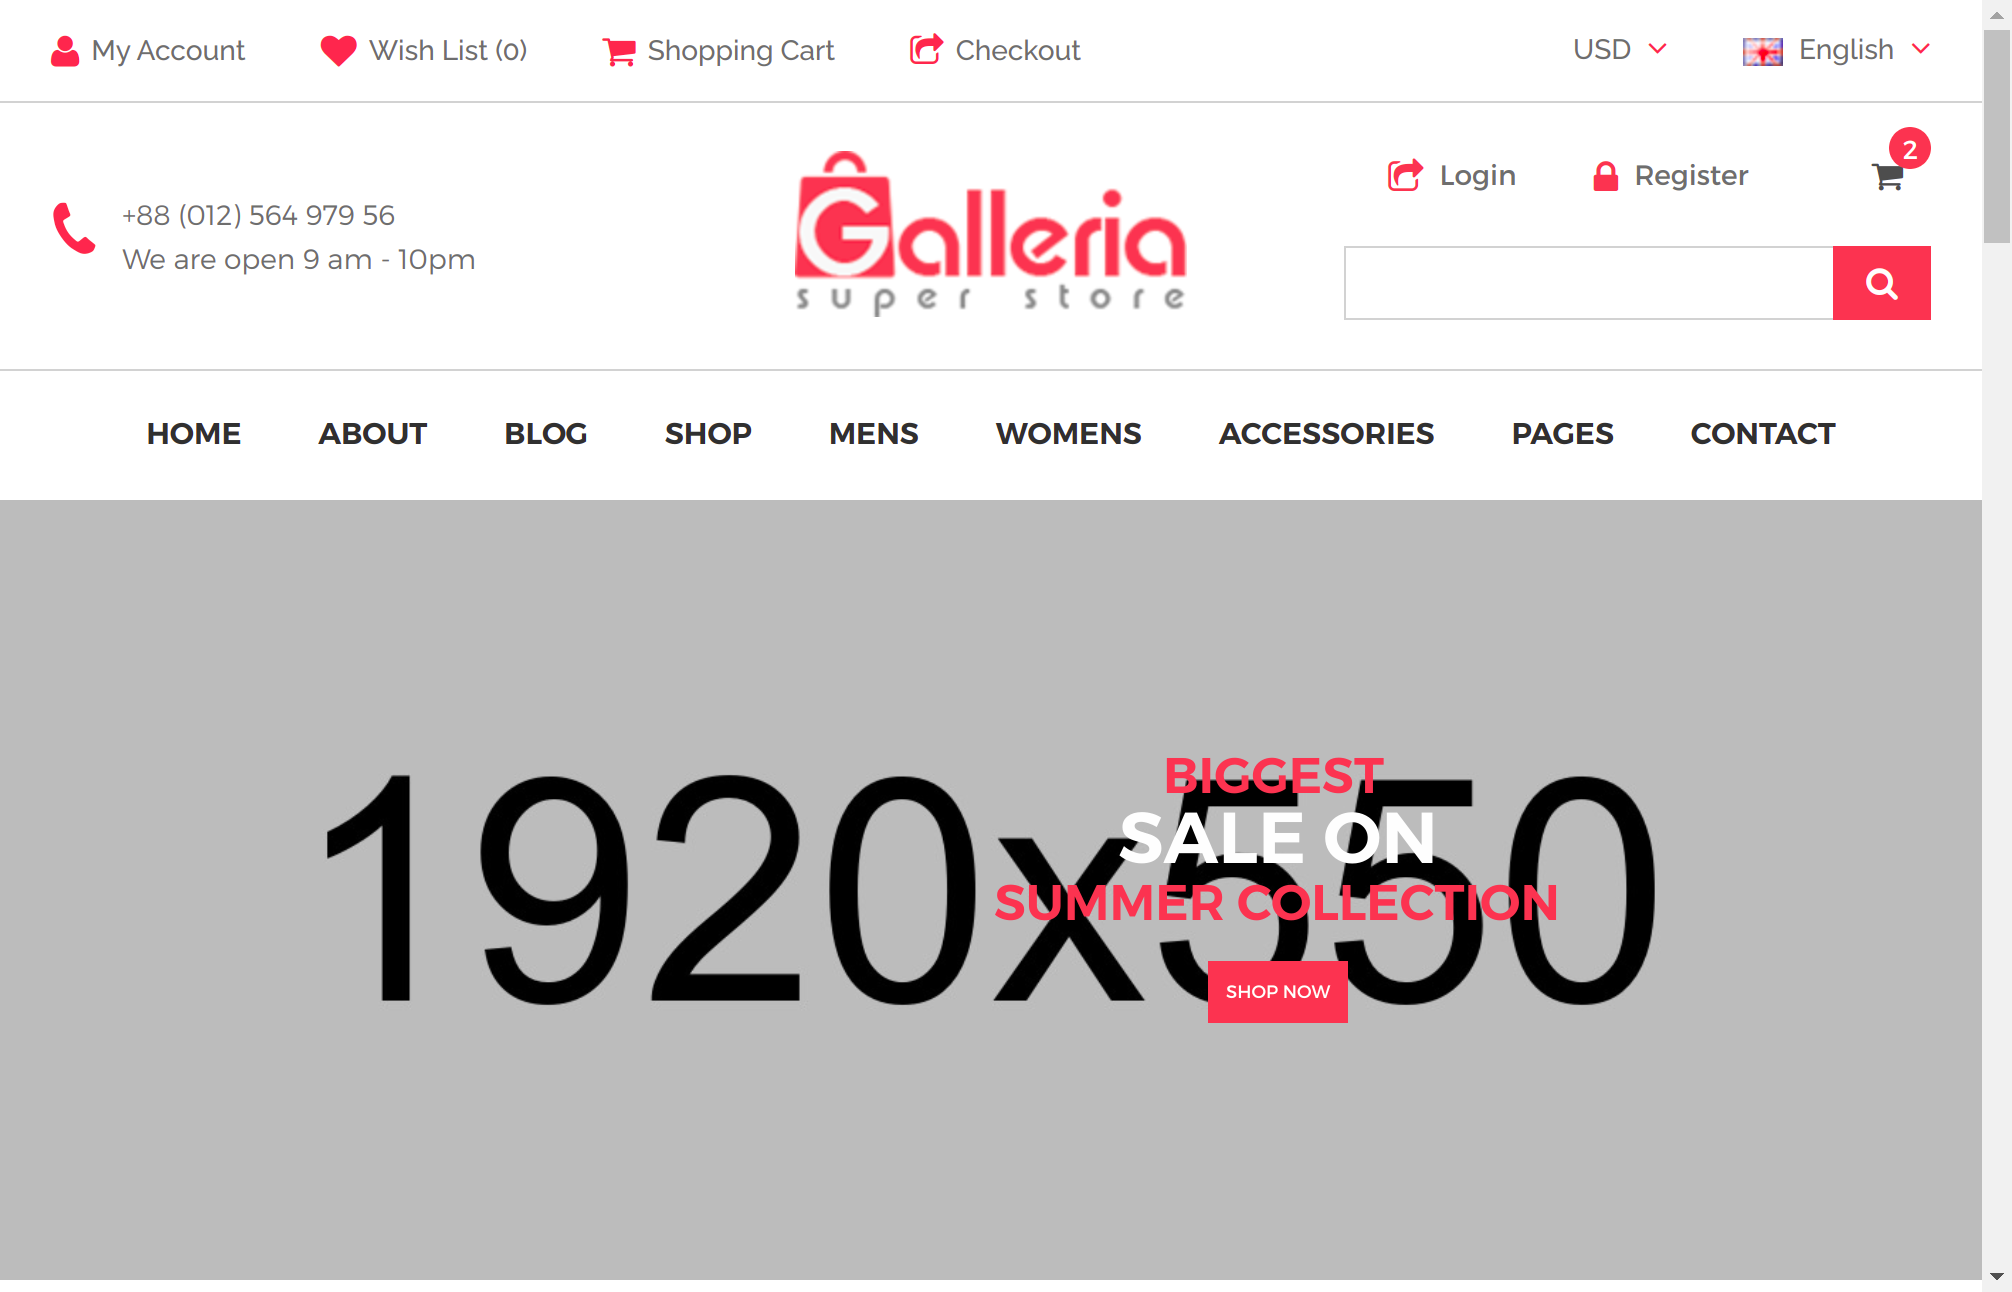 My Account
Wish List (0)
Shopping Cart
Checkout
USD
English
+88 (012) 564 979 56
We are open 9 am - 10pm
Galleria
super store
Login
Register
2
HOME
ABOUT
BLOG
SHOP
MENS
WOMENS
ACCESSORIES
PAGES
CONTACT
1920x550
BIGGEST
SALE ON
SUMMER COLLECTION
SHOP NOW